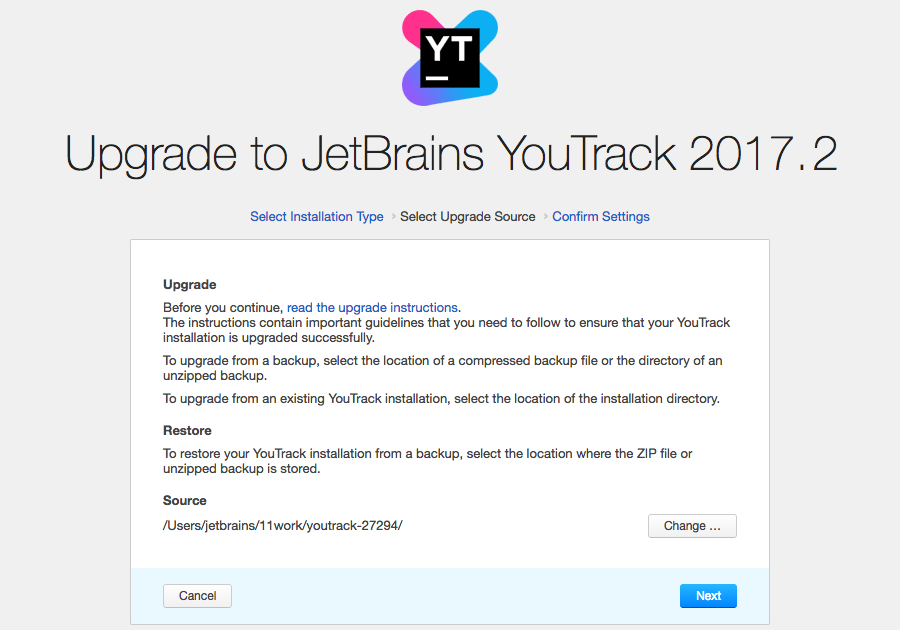 YT
Upgrade to JetBrains YouTrack 2017.2
Select Installation Type › Select Upgrade Source › Confirm Settings
Upgrade
Before you continue, read the upgrade instructions.
The instructions contain important guidelines that you need to follow to ensure that your YouTrack
installation is upgraded successfully.
To upgrade from a backup, select the location of a compressed backup file or the directory of an
unzipped backup.
To upgrade from an existing YouTrack installation, select the location of the installation directory.
Restore
To restore your YouTrack installation from a backup, select the location where the ZIP file or
unzipped backup is stored.
Source
/Users/jetbrains/11work/youtrack-27294/ Change ...
Cancel Next